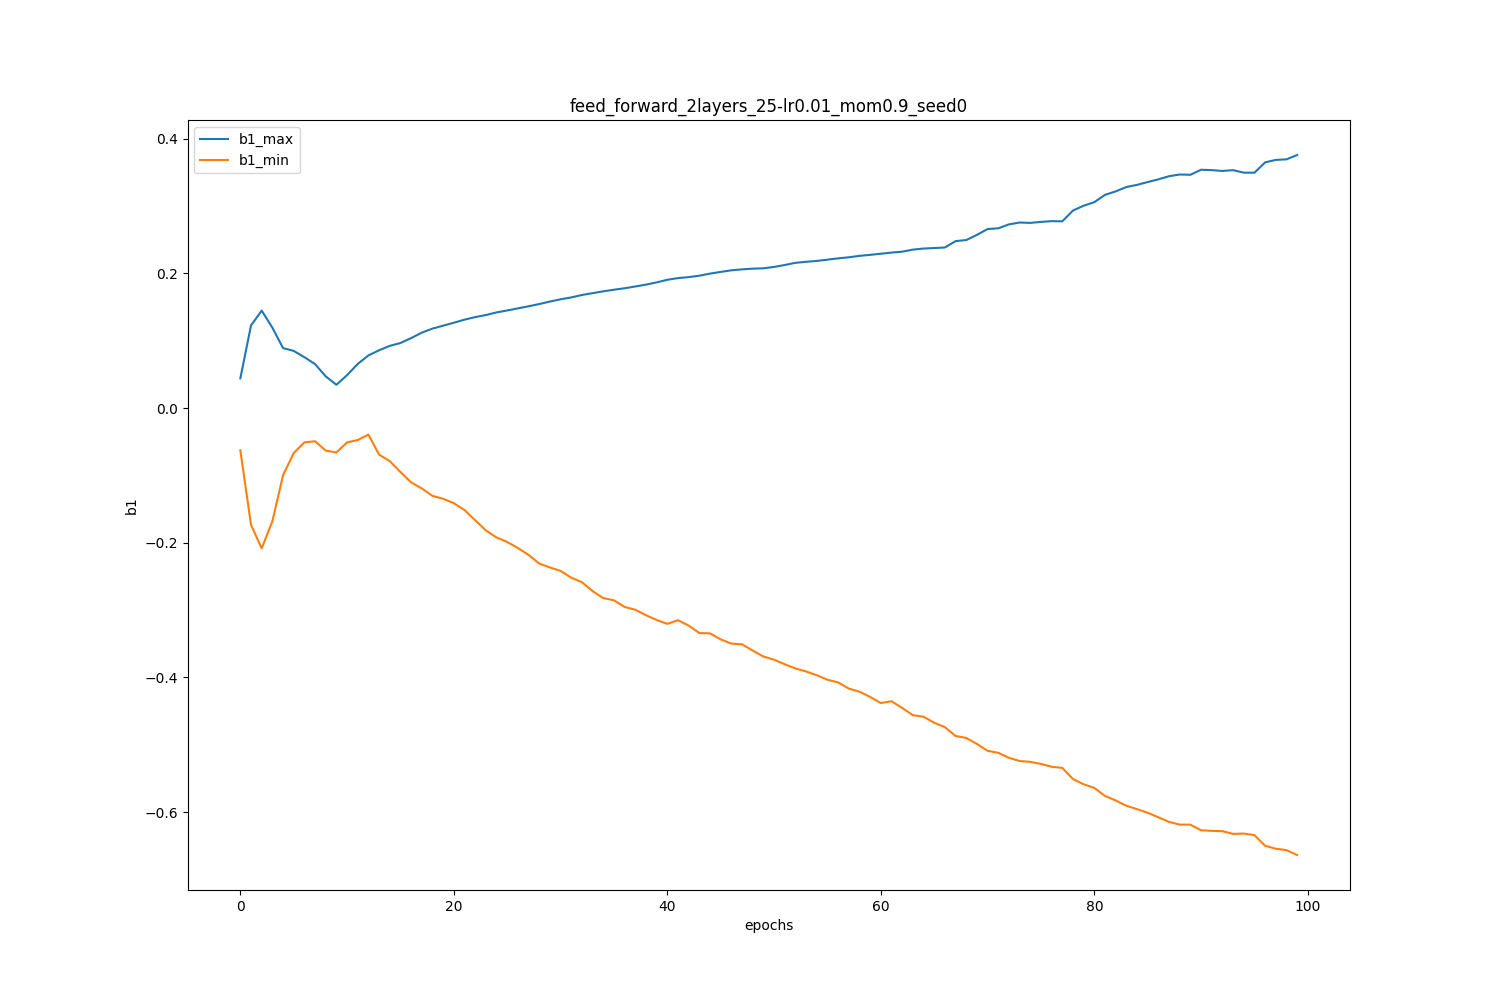 feed_forward_2layers_25-lr0.01_mom0.9_seed0
b1_max
b1_min
0.4
0.2
0.0
−0.2
−0.4
−0.6
b1
0 20 40 60 80 100
epochs